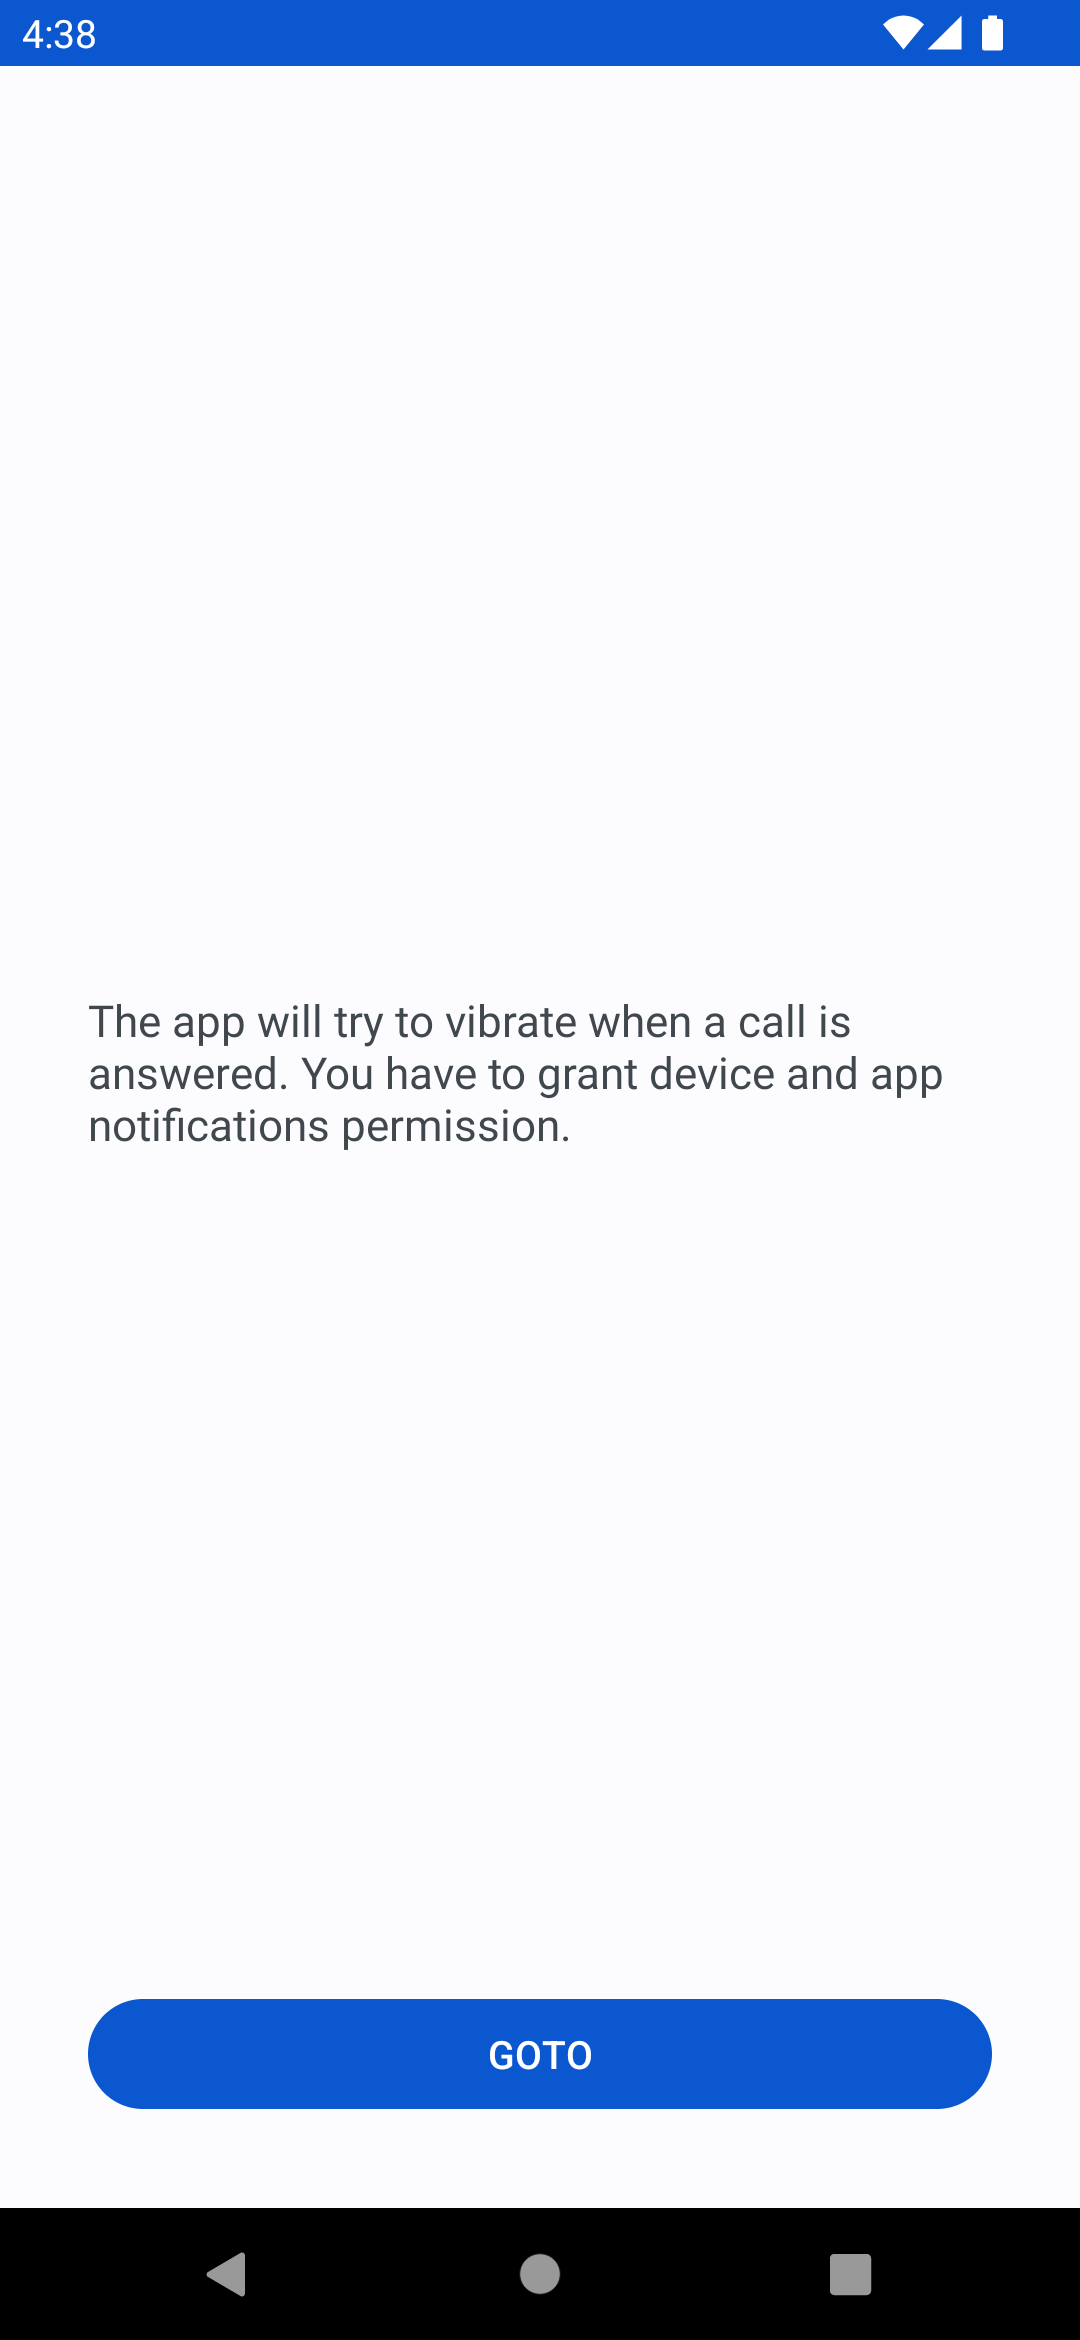 4:38
The app will try to vibrate when a call is
answered. You have to grant device and app
notifications permission.
GOTO